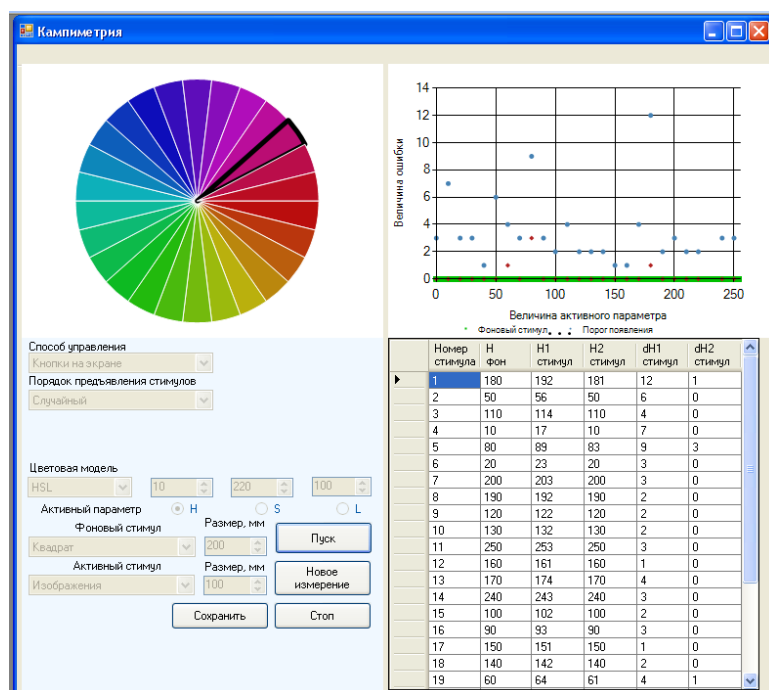 Кампиметрия
14
12
10
8
6
4
2
0
Величина ошибки
0 50 100 150 200 250
Величина активного параметра
Фоновый стимул Порог появления
Способ управления
Кнопки на экране
Порядок предъявления стимулов
Случайный
Цветовая модель
HSL 10 220 100
Активный параметр H S L
Фоновый стимул Размер, мм
Квадрат 200
Пуск
Активный стимул Размер, мм
Изображения 100
Новое
измерение
Сохранить Стоп
Номер H H1 H2 dH1 dH2
стимула фон стимул стимул стимул стимул
1 180 192 181 12 1
2 50 56 50 6 0
3 110 114 110 4 0
4 10 17 10 7 0
5 80 89 83 9 3
6 20 23 20 3 0
7 200 203 200 3 0
8 190 192 190 2 0
9 120 122 120 2 0
10 130 132 130 2 0
11 250 253 250 3 0
12 160 161 160 1 0
13 170 174 170 4 0
14 240 243 240 3 0
15 100 102 100 2 0
16 90 93 90 3 0
17 150 151 150 1 0
18 140 142 140 2 0
19 60 64 61 4 1